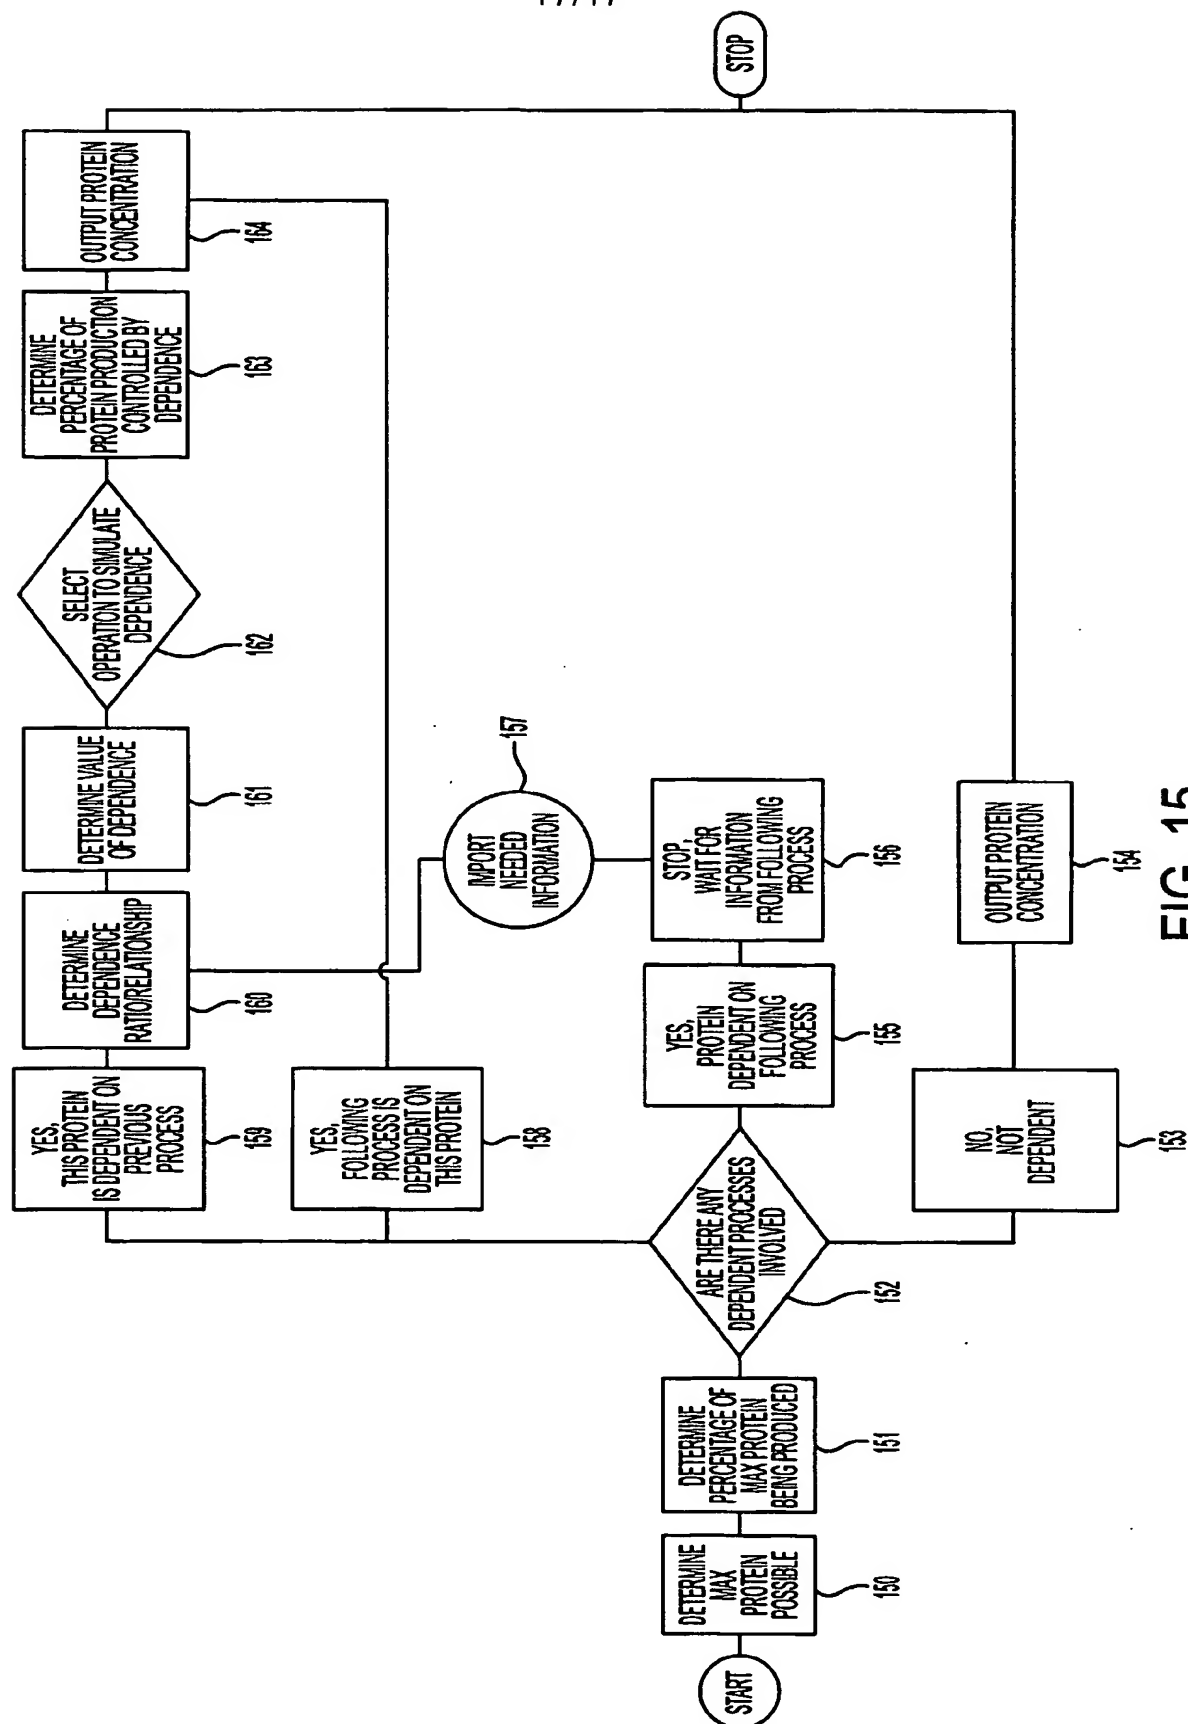 START
DETERMINE
MAX
PROTEIN
POSSIBLE
150
DETERMINE
PERCENTAGE OF
MAX PROTEIN
BEING PRODUCED
151
ARE THERE ANY
DEPENDENT PROCESSES
INVOLVED
152
NO,
NOT
DEPENDENT
153
OUTPUT PROTEIN
CONCENTRATION
154
YES,
PROTEIN
DEPENDENT ON
FOLLOWING
PROCESS
155
STOP,
WAIT FOR
INFORMATION
FROM FOLLOWING
PROCESS
156
IMPORT
NEEDED
INFORMATION
157
YES,
FOLLOWING
PROCESS IS
DEPENDENT ON
THIS PROTEIN
158
YES,
THIS PROTEIN
IS DEPENDENT ON
PREVIOUS
PROCESS
159
DETERMINE
DEPENDENCE
RATIO/RELATIONSHIP
160
DETERMINE VALUE
OF DEPENDENCE
161
SELECT
OPERATION TO SIMULATE
DEPENDENCE
162
DETERMINE
PERCENTAGE OF
PROTEIN PRODUCTION
CONTROLLED BY
DEPENDENCE
163
OUTPUT PROTEIN
CONCENTRATION
164
STOP
FIG. 15